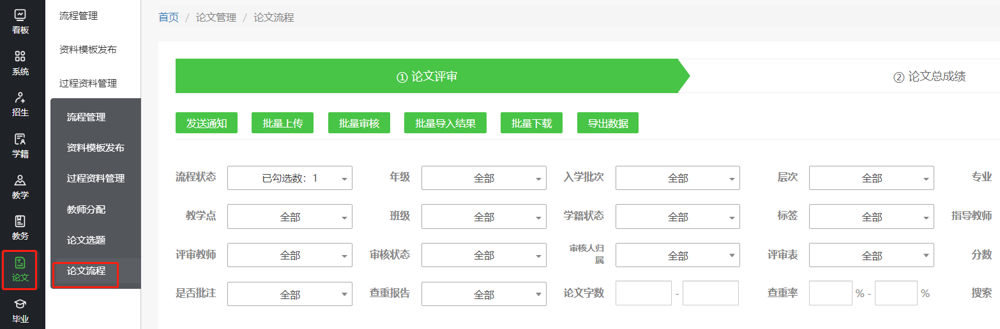 看板
系统
招生
学籍
教学
教务
论文
毕业
流程管理
资料模板发布
过程资料管理
流程管理
资料模板发布
过程资料管理
教师分配
论文选题
论文流程
首页 / 论文管理 / 论文流程
① 论文评审 ② 论文总成绩
发送通知 批量上传 批量审核 批量导入结果 批量下载 导出数据
流程状态 已勾选数：1 年级 全部 入学批次 全部 层次 全部 专业
教学点 全部 班级 全部 学籍状态 全部 标签 全部 指导教师
评审教师 全部 审核状态 全部 审核人归属 全部 评审表 全部 分数
是否批注 全部 查重报告 全部 论文字数 - 查重率 % - % 搜索